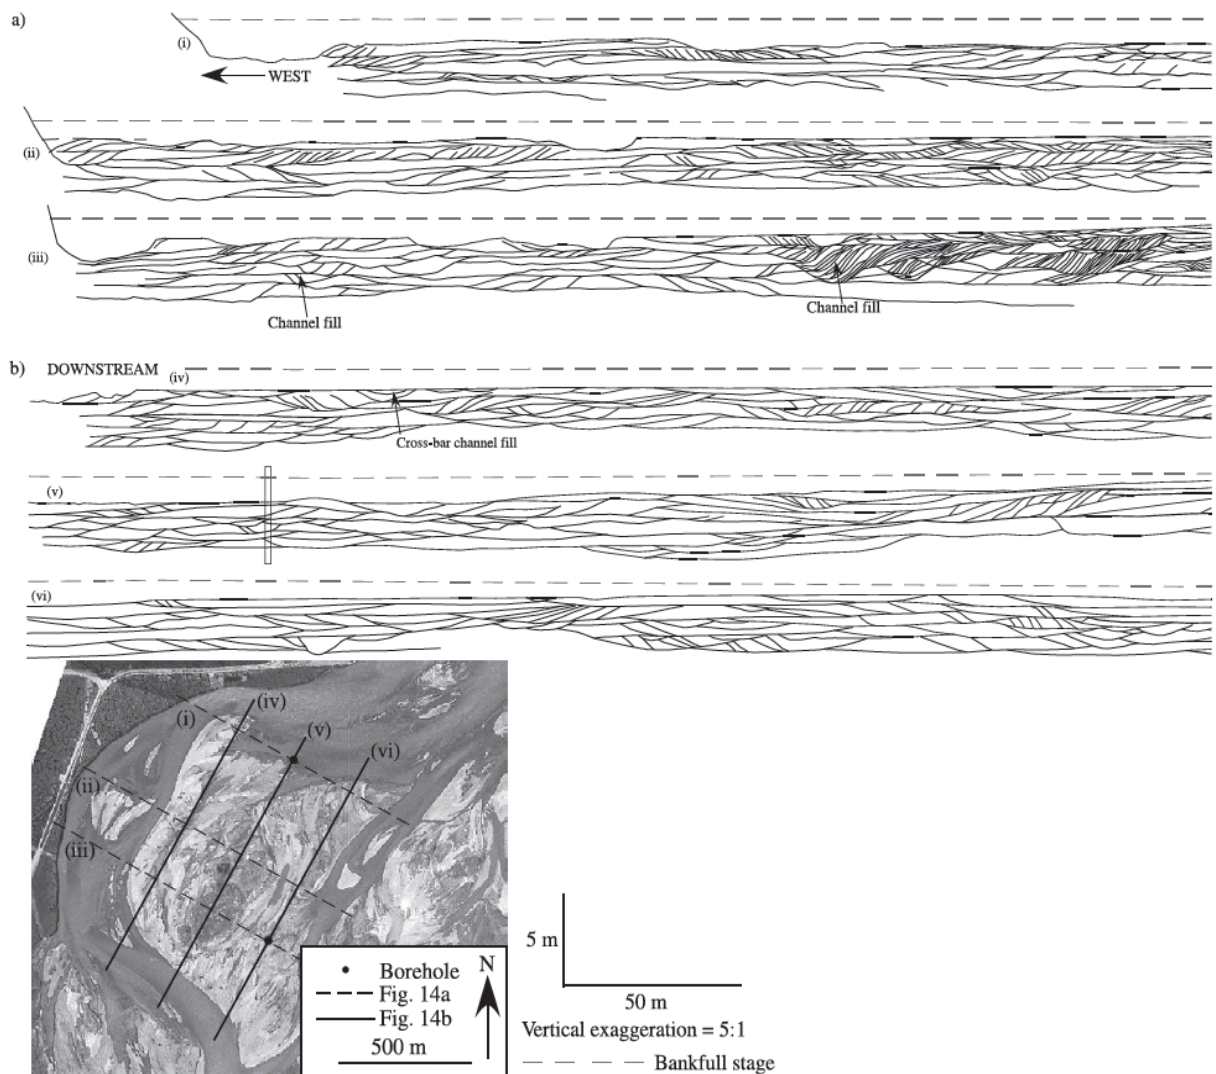 a)
(i)
WEST
(ii)
(iii)
Channel fill
Channel fill
b) DOWNSTREAM
(iv)
Cross-bar channel fill
(v)
(vi)
(iv)
(i)
(v)
(vi)
(ii)
(iii)
Borehole
Fig. 14a
Fig. 14b
500 m
N
5 m
50 m
Vertical exaggeration = 5:1
Bankfull stage